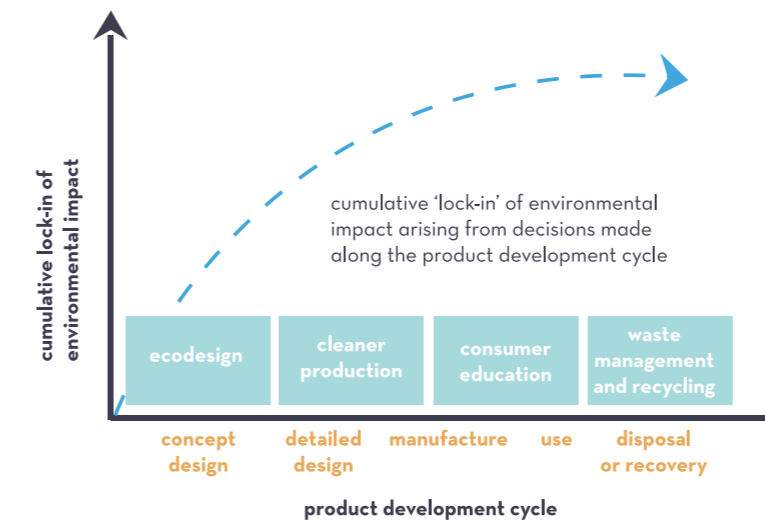 cumulative lock-in of
environmental impact
cumulative ‘lock-in’ of environmental
impact arising from decisions made
along the product development cycle
ecodesign
cleaner
production
consumer
education
waste
management
and recycling
concept
design
detailed
design
manufacture
use
disposal
or recovery
product development cycle